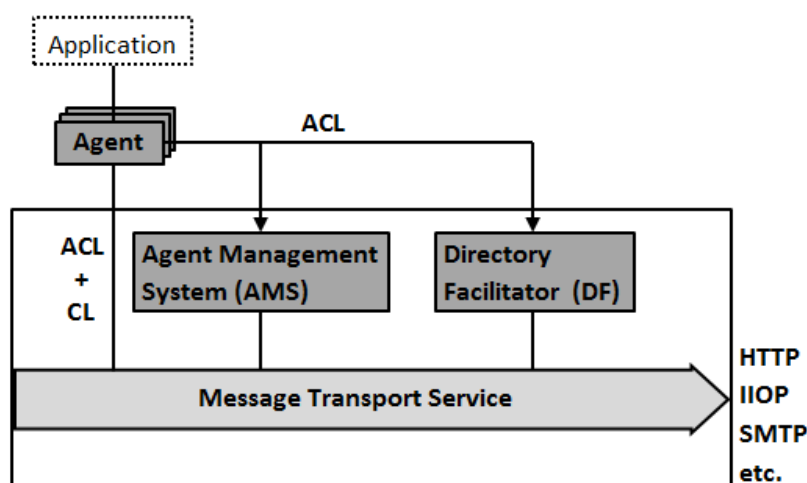 Application
Agent
ACL
ACL
+
CL
Agent Management
System (AMS)
Directory
Facilitator (DF)
Message Transport Service
HTTP
IIOP
SMTP
etc.